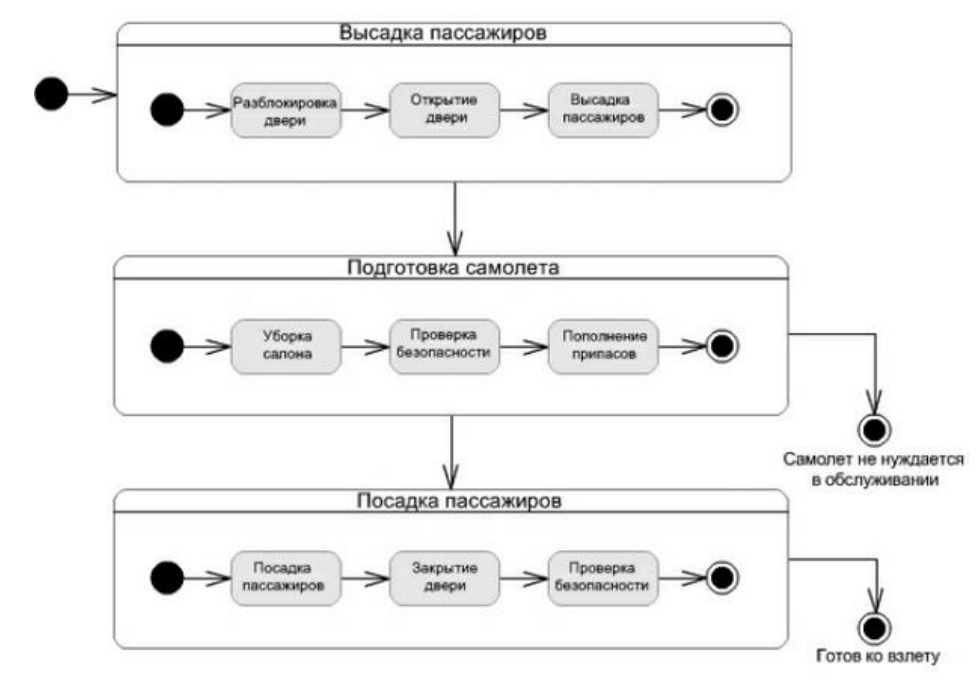 Высадка пассажиров
Разблокировка
двери
Открытие
двери
Высадка
пассажиров
Подготовка самолета
Уборка
салона
Проверка
безопасности
Пополнение
припасов
Самолет не нуждается
в обслуживании
Посадка пассажиров
Посадка
пассажиров
Закрытие
двери
Проверка
безопасности
Готов ко взлету